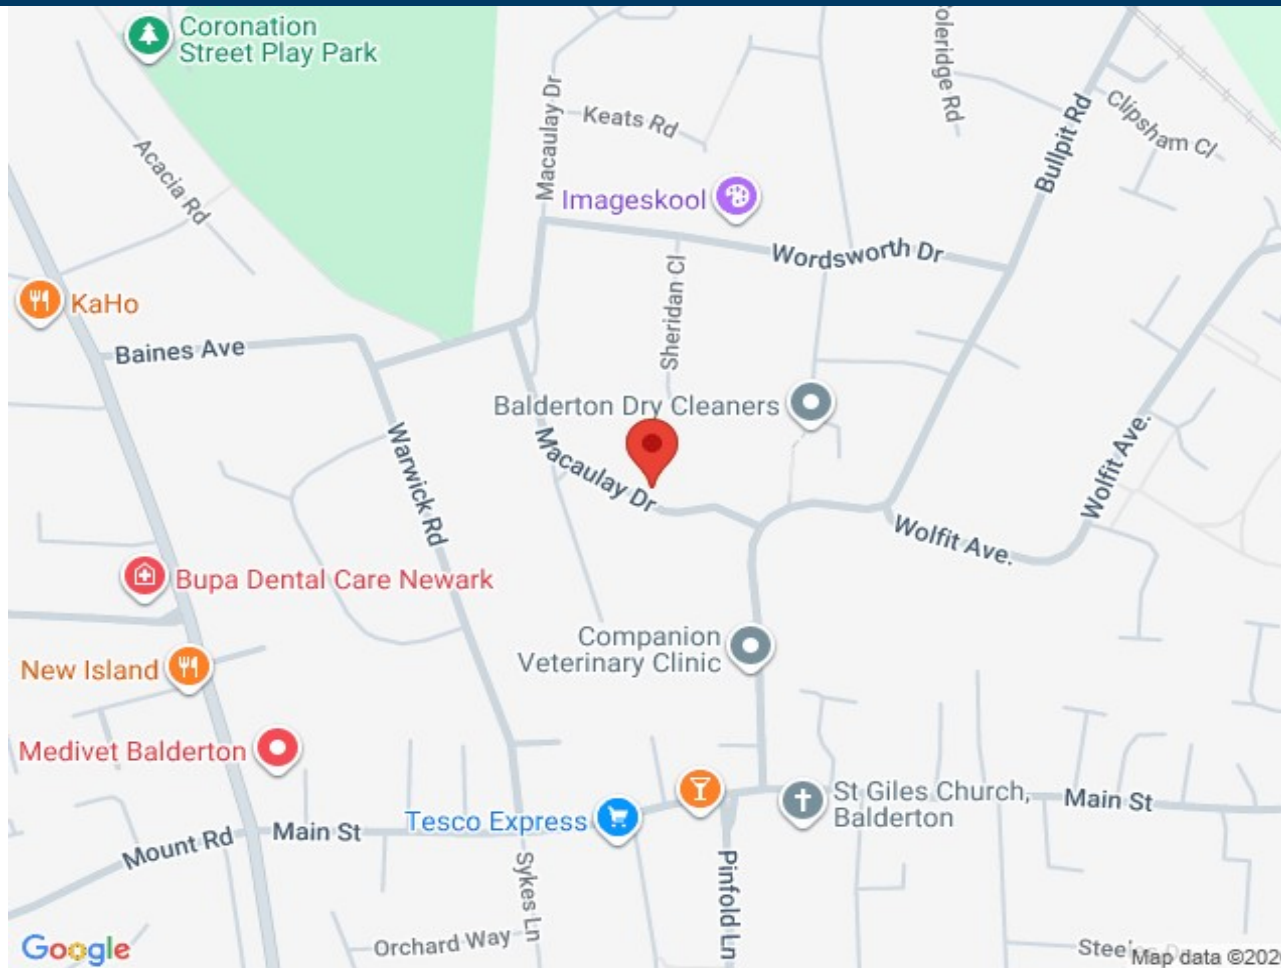 Coronation
Street Play Park
Macaulay Dr
Keats Rd
Bullpit Rd
Clipsham Cl
Acacia Rd
Imageskool
Wordsworth Dr
KaHo
Sheridan Cl
Baines Ave
Balderton Dry Cleaners
Warwick Rd
Macaulay Dr
Wolfit Ave.
Wolfit Ave.
Bupa Dental Care Newark
Companion
Veterinary Clinic
New Island
Medivet Balderton
St Giles Church,
Balderton
Main St
Tesco Express
Main St
Mount Rd
Sykes Ln
Pinfold Ln
Orchard Way
Google
Map data ©202